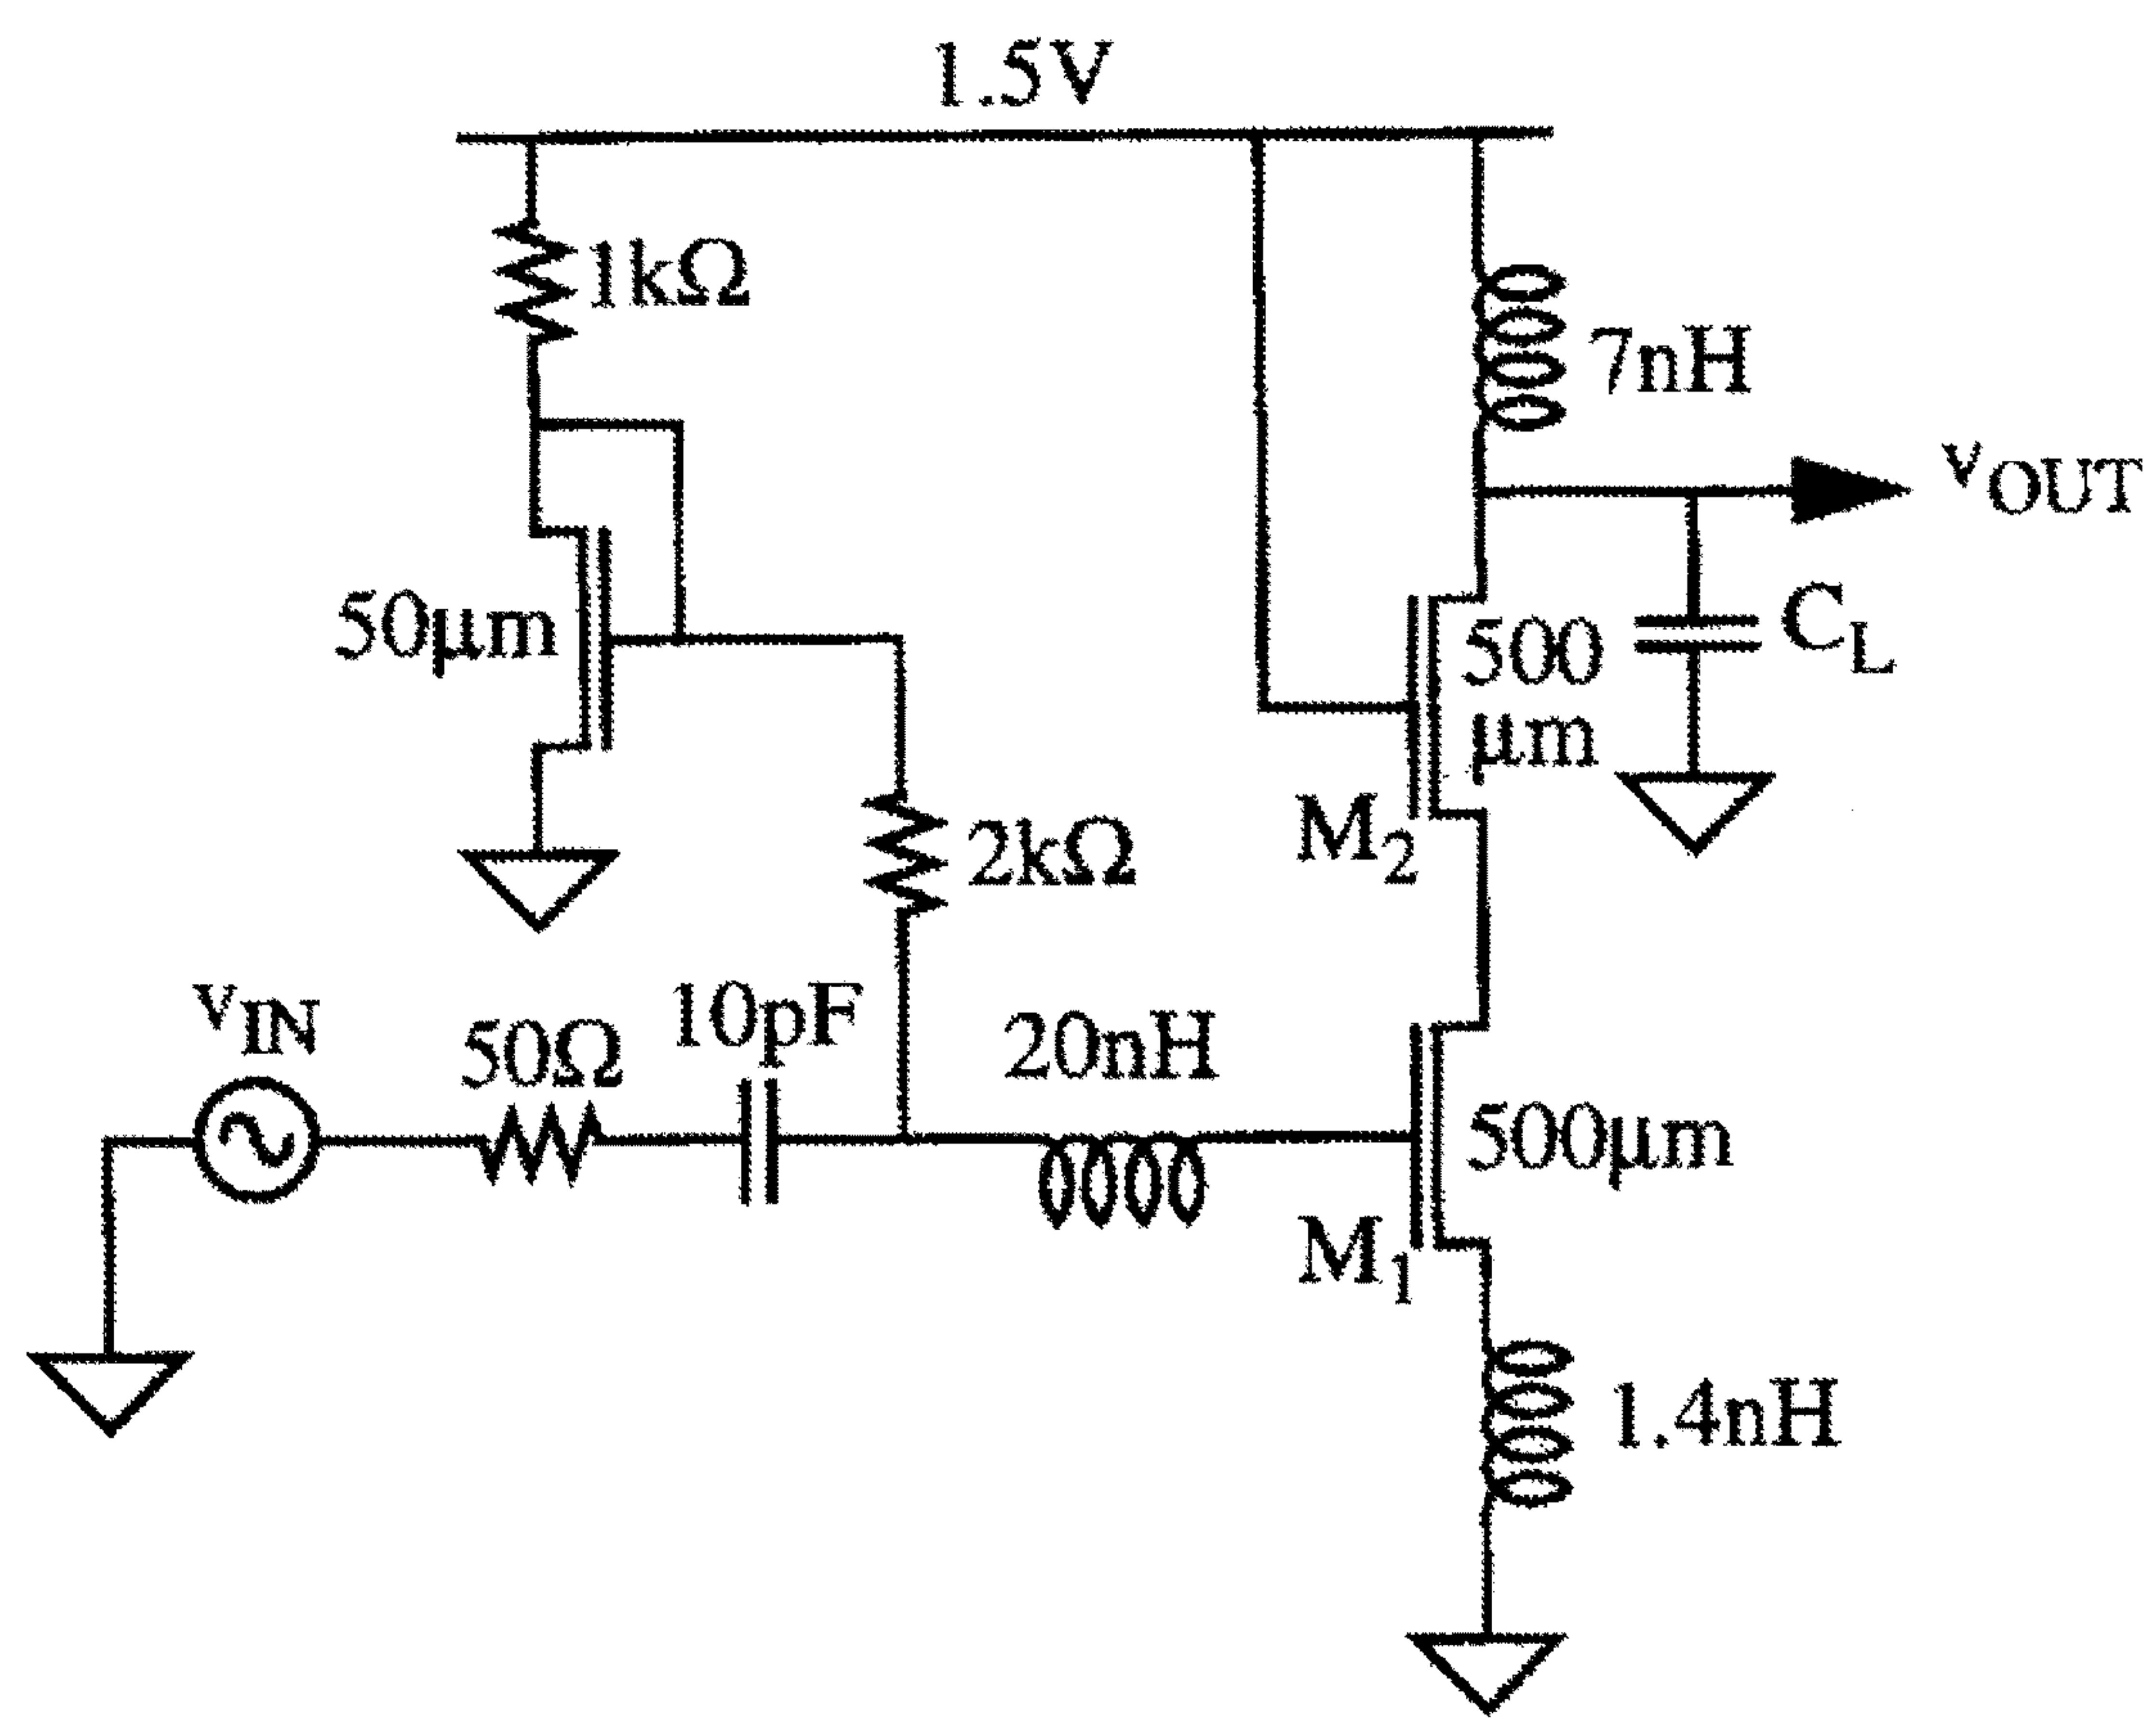 1.5V
1kΩ
7nH
vOUT
50μm
500
μm
CL
M2
2kΩ
vIN
50Ω
10pF
20nH
500μm
M1
1.4nH